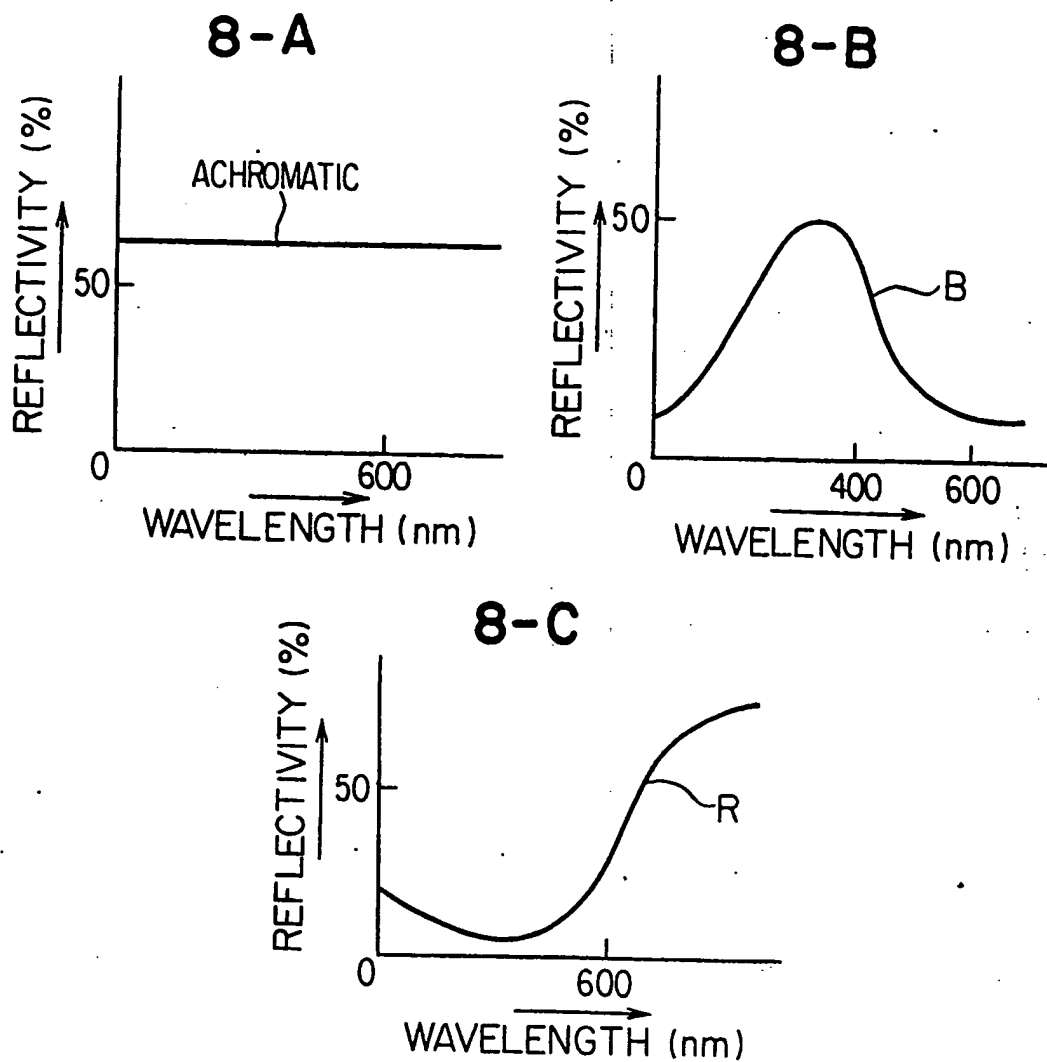 8-A
REFLECTIVITY (%)
ACHROMATIC
50
0
600
WAVELENGTH (nm)
8-B
REFLECTIVITY (%)
50
B
0
400
600
WAVELENGTH (nm)
8-C
REFLECTIVITY (%)
50
R
0
600
WAVELENGTH (nm)